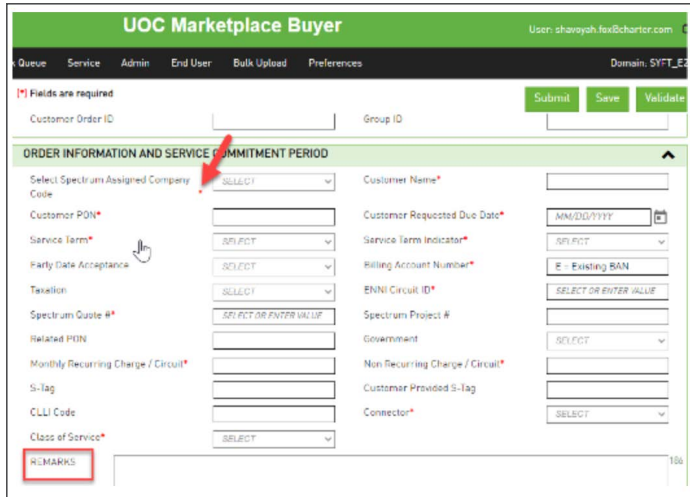 UOC Marketplace Buyer
User: shavoyah.fox@charter.com
Queue Service Admin End User Bulk Upload Preferences Domain: SYFT_E2
[*] Fields are required
Submit Save Validate
Customer Order ID Group ID
ORDER INFORMATION AND SERVICE COMMITMENT PERIOD
Select Spectrum Assigned Company Code* SELECT Customer Name*
Customer PON* Customer Requested Due Date* MM/DD/YYYY
Service Term* SELECT Service Term Indicator* SELECT
Early Date Acceptance SELECT Billing Account Number* E - Existing BAN
Taxation SELECT ENNI Circuit ID* SELECT OR ENTER VALUE
Spectrum Quote #* SELECT OR ENTER VALUE Spectrum Project #
Related PON Government SELECT
Monthly Recurring Charge / Circuit* Non Recurring Charge / Circuit*
S-Tag Customer Provided S-Tag
CLLI Code Connector* SELECT
Class of Service* SELECT
REMARKS 186